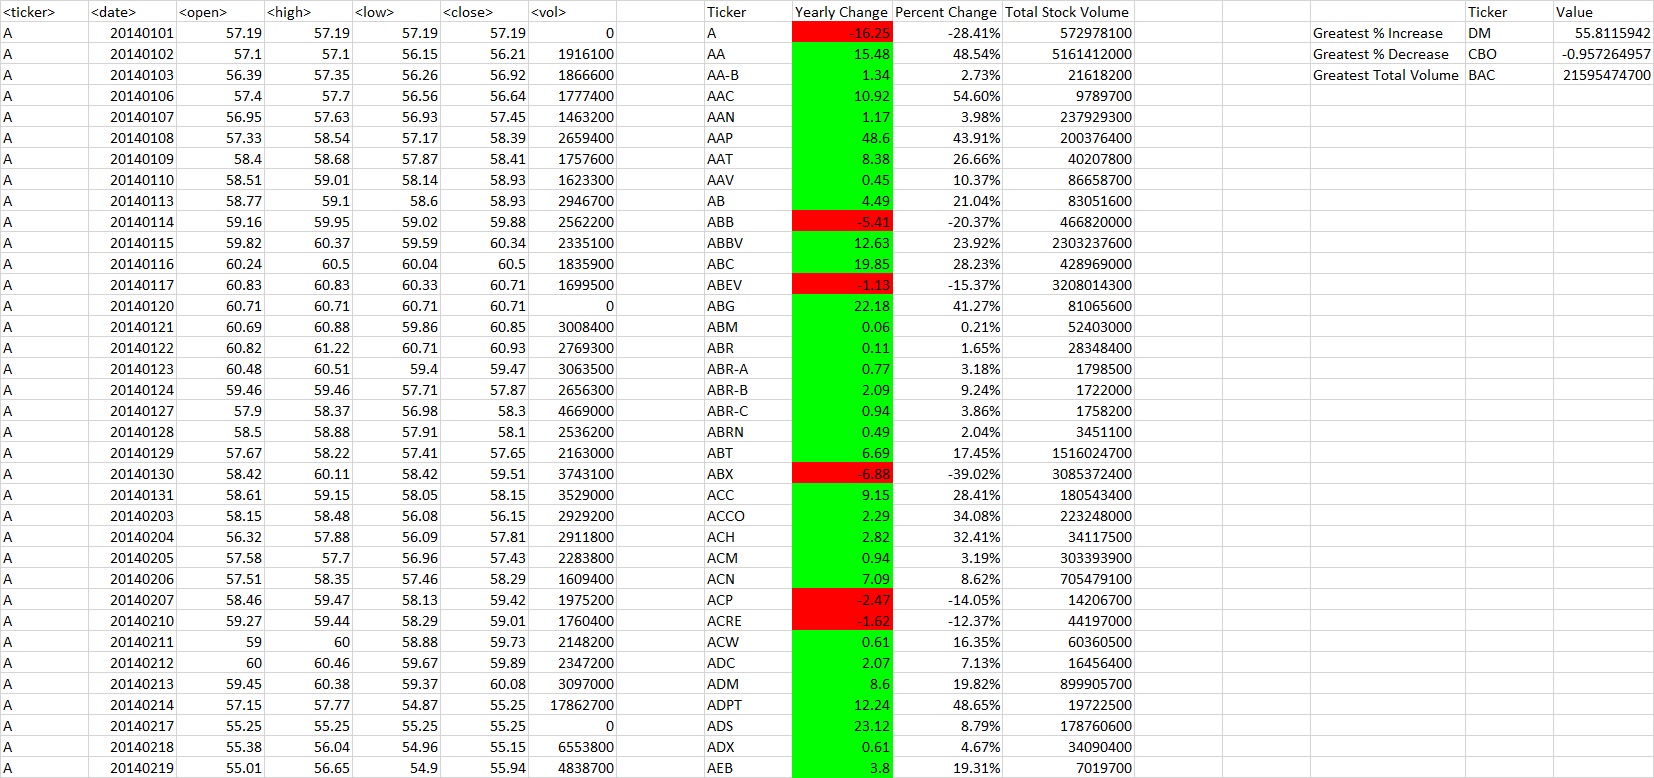 <ticker> <date> <open> <high> <low> <close> <vol> Ticker Yearly Change Percent Change Total Stock Volume Ticker Value
A 20140101 57.19 57.19 57.19 57.19 0 A -16.25 -28.41% 572978100 Greatest % Increase DM 55.8115942
A 20140102 57.1 57.1 56.15 56.21 1916100 AA 15.48 48.54% 5161412000 Greatest % Decrease CBO -0.957264957
A 20140103 56.39 57.35 56.26 56.92 1866600 AA-B 1.34 2.73% 21618200 Greatest Total Volume BAC 21595474700
A 20140106 57.4 57.7 56.56 56.64 1777400 AAC 10.92 54.60% 9789700
A 20140107 56.95 57.63 56.93 57.45 1463200 AAN 1.17 3.98% 237929300
A 20140108 57.33 58.54 57.17 58.39 2659400 AAP 48.6 43.91% 200376400
A 20140109 58.4 58.68 57.87 58.41 1757600 AAT 8.38 26.66% 40207800
A 20140110 58.51 59.01 58.14 58.93 1623300 AAV 0.45 10.37% 86658700
A 20140113 58.77 59.1 58.6 58.93 2946700 AB 4.49 21.04% 83051600
A 20140114 59.16 59.95 59.02 59.88 2562200 ABB -5.41 -20.37% 466820000
A 20140115 59.82 60.37 59.59 60.34 2335100 ABBV 12.63 23.92% 2303237600
A 20140116 60.24 60.5 60.04 60.5 1835900 ABC 19.85 28.23% 428969000
A 20140117 60.83 60.83 60.33 60.71 1699500 ABEV -1.13 -15.37% 3208014300
A 20140120 60.71 60.71 60.71 60.71 0 ABG 22.18 41.27% 81065600
A 20140121 60.69 60.88 59.86 60.85 3008400 ABM 0.06 0.21% 52403000
A 20140122 60.82 61.22 60.71 60.93 2769300 ABR 0.11 1.65% 28348400
A 20140123 60.48 60.51 59.4 59.47 3063500 ABR-A 0.77 3.18% 1798500
A 20140124 59.46 59.46 57.71 57.87 2656300 ABR-B 2.09 9.24% 1722000
A 20140127 57.9 58.37 56.98 58.3 4669000 ABR-C 0.94 3.86% 1758200
A 20140128 58.5 58.88 57.91 58.1 2536200 ABRN 0.49 2.04% 3451100
A 20140129 57.67 58.22 57.41 57.65 2163000 ABT 6.69 17.45% 1516024700
A 20140130 58.42 60.11 58.42 59.51 3743100 ABX -6.88 -39.02% 3085372400
A 20140131 58.61 59.15 58.05 58.15 3529000 ACC 9.15 28.41% 180543400
A 20140203 58.15 58.48 56.08 56.15 2929200 ACCO 2.29 34.08% 223248000
A 20140204 56.32 57.88 56.09 57.81 2911800 ACH 2.82 32.41% 34117500
A 20140205 57.58 57.7 56.96 57.43 2283800 ACM 0.94 3.19% 303393900
A 20140206 57.51 58.35 57.46 58.29 1609400 ACN 7.09 8.62% 705479100
A 20140207 58.46 59.47 58.13 59.42 1975200 ACP -2.47 -14.05% 14206700
A 20140210 59.27 59.44 58.29 59.01 1760400 ACRE -1.62 -12.37% 44197000
A 20140211 59 60 58.88 59.73 2148200 ACW 0.61 16.35% 60360500
A 20140212 60 60.46 59.67 59.89 2347200 ADC 2.07 7.13% 16456400
A 20140213 59.45 60.38 59.37 60.08 3097000 ADM 8.6 19.82% 899905700
A 20140214 57.15 57.77 54.87 55.25 17862700 ADPT 12.24 48.65% 19722500
A 20140217 55.25 55.25 55.25 55.25 0 ADS 23.12 8.79% 178760600
A 20140218 55.38 56.04 54.96 55.15 6553800 ADX 0.61 4.67% 34090400
A 20140219 55.01 56.65 54.9 55.94 4838700 AEB 3.8 19.31% 7019700